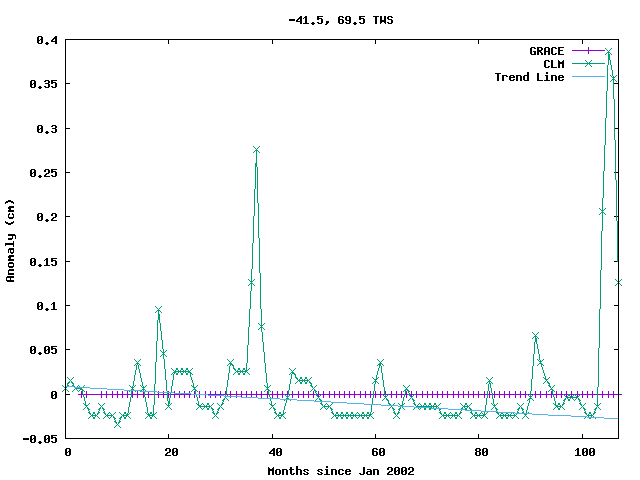 -41.5, 69.5 TWS
GRACE
CLM
Trend Line
0.4
0.35
0.3
0.25
0.2
0.15
0.1
0.05
0
-0.05
Anomaly (cm)
0 20 40 60 80 100
Months since Jan 2002